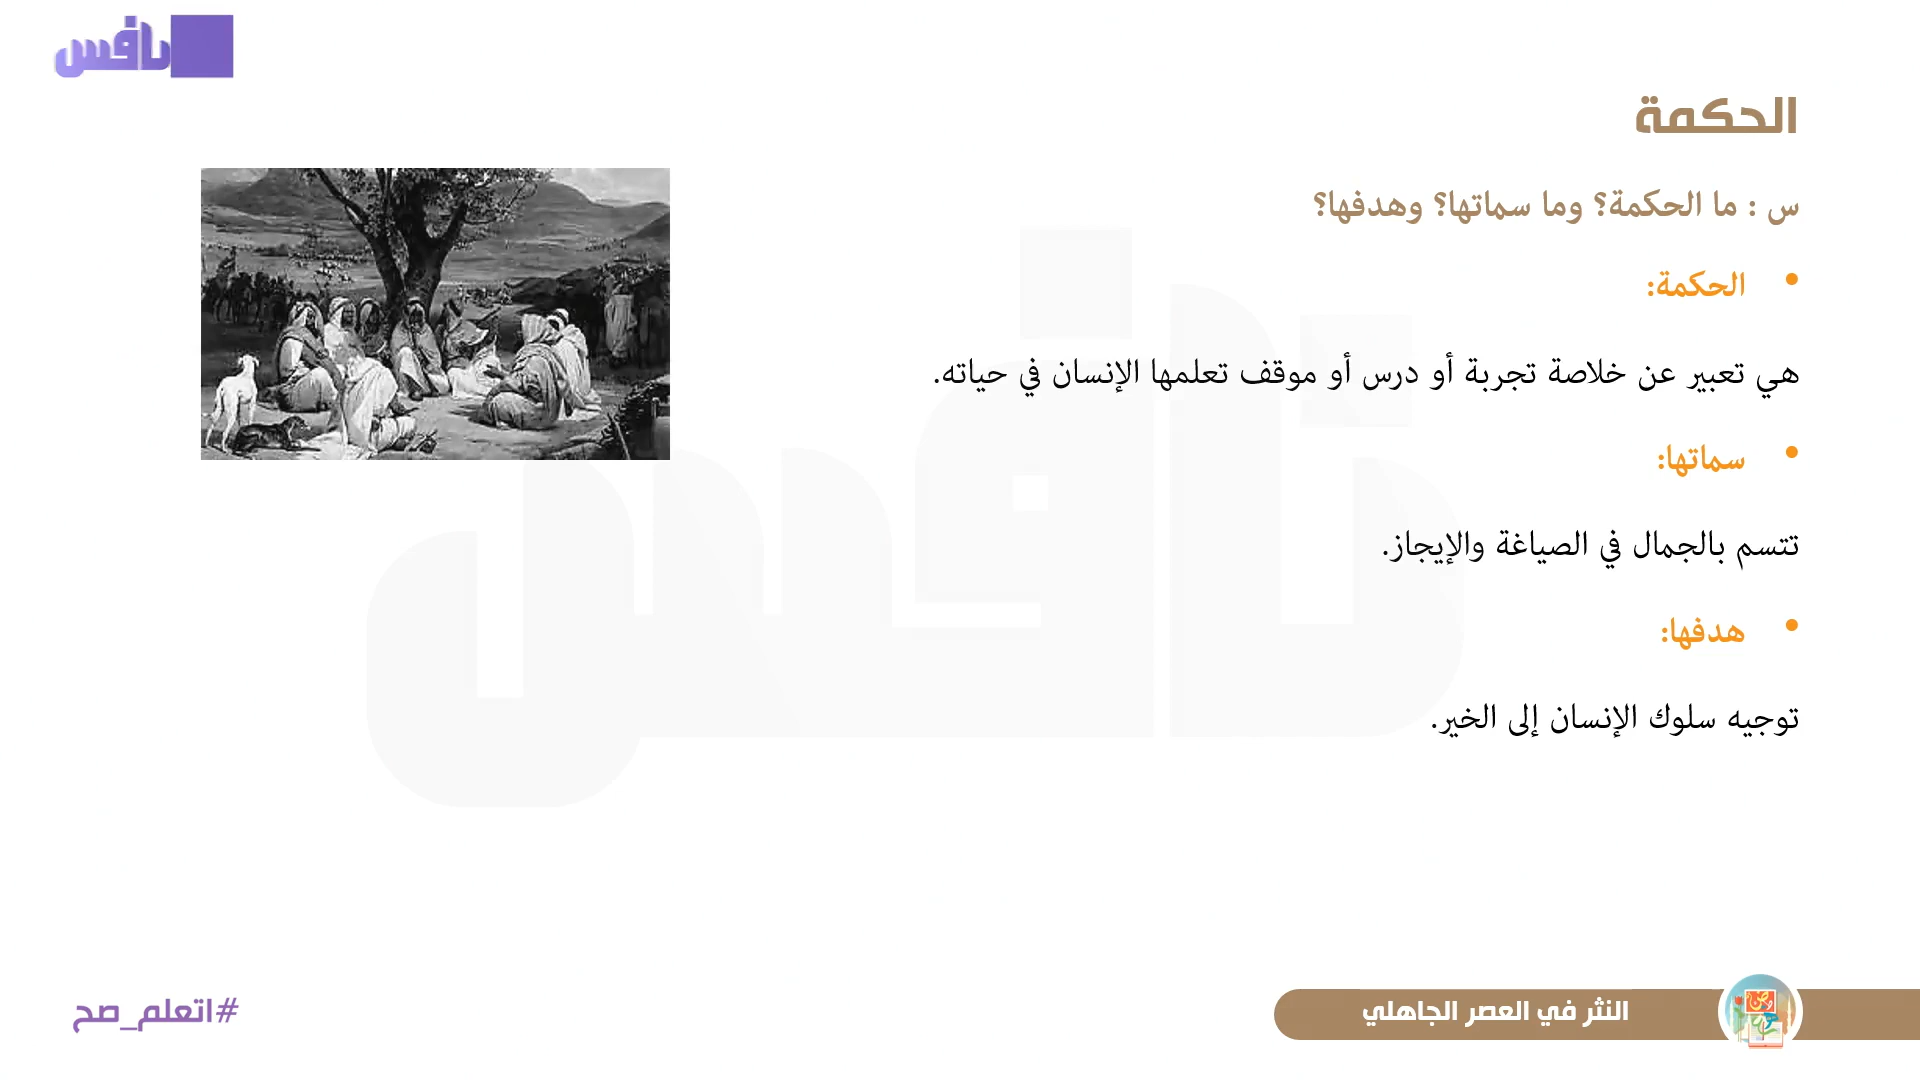 نافس
الحكمة
س : ما الحكمة؟ وما سماتها؟ وهدفها؟
• الحكمة:
هي تعبير عن خلاصة تجربة أو درس أو موقف تعلمها الإنسان في حياته.
• سماتها:
تتسم بالجمال في الصياغة والإيجاز.
• هدفها:
توجيه سلوك الإنسان إلى الخير.
النثر في العصر الجاهلي
#اتعلم_صح